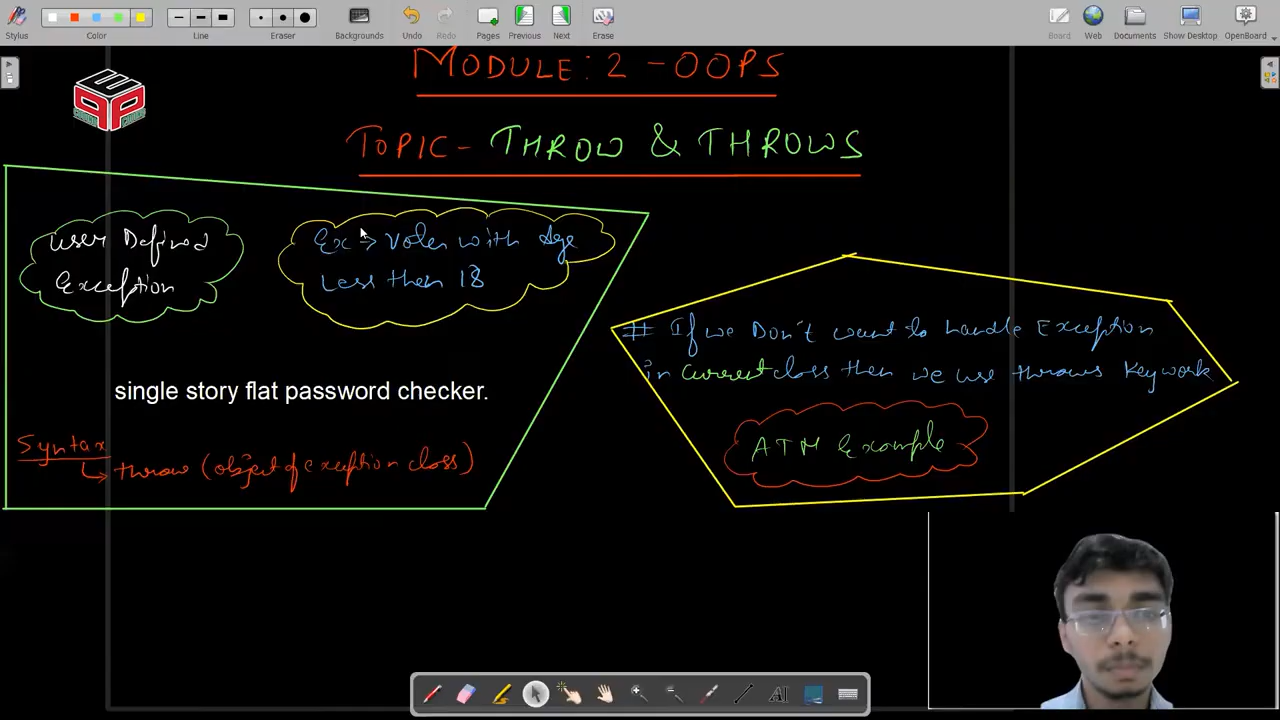 Stylus
Color
Line
Eraser
Backgrounds
Undo
Redo
Pages
Previous
Next
Erase
Board
Web
Documents
Show Desktop
OpenBoard
MODULE: 2 - OOPS
TOPIC - THROW & THROWS
User Defined
Exception
Ex → Voter with Age
Less then 18
single story flat password checker.
Syntax
throw (object of exception class)
# If we Don't want to handle Exception
in current class then we use throws Keywork
ATM Example
AI